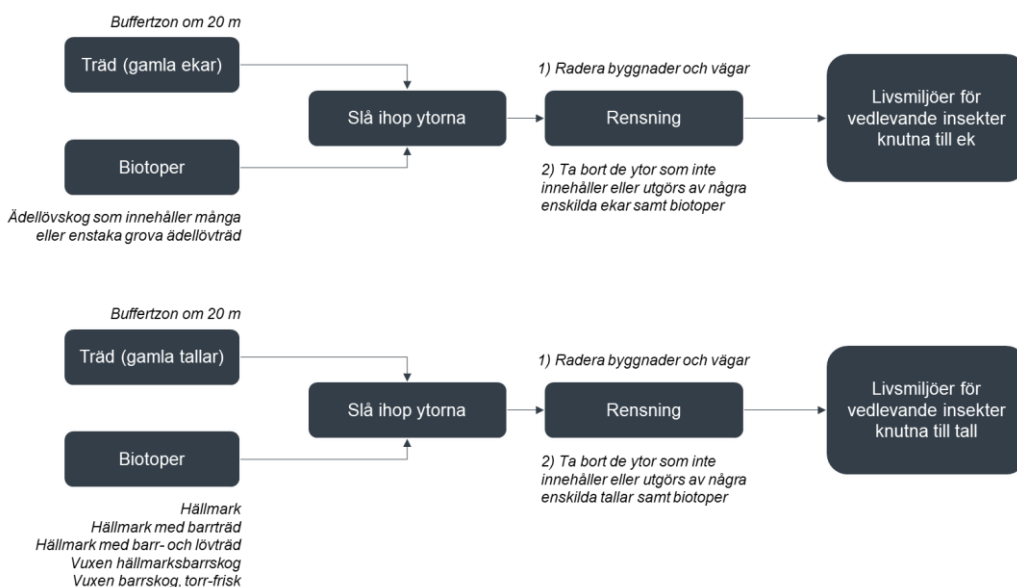 Buffertzon om 20 m
Träd (gamla ekar)
Biotoper
Ädellövskog som innehåller många
eller enstaka grova ädellövträd
Slå ihop ytorna
1) Radera byggnader och vägar
Rensning
2) Ta bort de ytor som inte
innehåller eller utgörs av några
enskilda ekar samt biotoper
Livsmiljöer för
vedlevande insekter
knutna till ek
Buffertzon om 20 m
Träd (gamla tallar)
Biotoper
Hällmark
Hällmark med barrträd
Hällmark med barr- och lövträd
Vuxen hällmarksbarrskog
Vuxen barrskog, torr-frisk
Slå ihop ytorna
1) Radera byggnader och vägar
Rensning
2) Ta bort de ytor som inte
innehåller eller utgörs av några
enskilda tallar samt biotoper
Livsmiljöer för
vedlevande insekter
knutna till tall